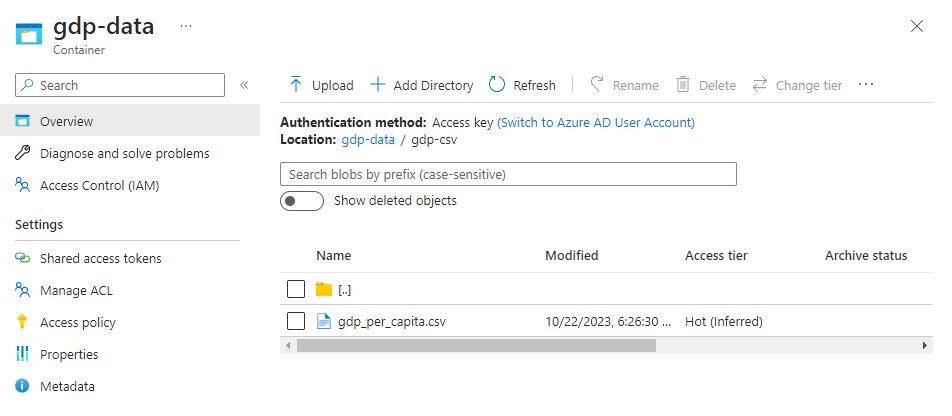 gdp-data ...
Container
Search
Upload Add Directory Refresh Rename Delete Change tier ...
Overview
Diagnose and solve problems
Access Control (IAM)
Settings
Shared access tokens
Manage ACL
Access policy
Properties
Metadata
Authentication method: Access key (Switch to Azure AD User Account)
Location: gdp-data / gdp-csv
Search blobs by prefix (case-sensitive)
Show deleted objects
Name Modified Access tier Archive status
[..]
gdp_per_capita.csv 10/22/2023, 6:26:30 ... Hot (Inferred)